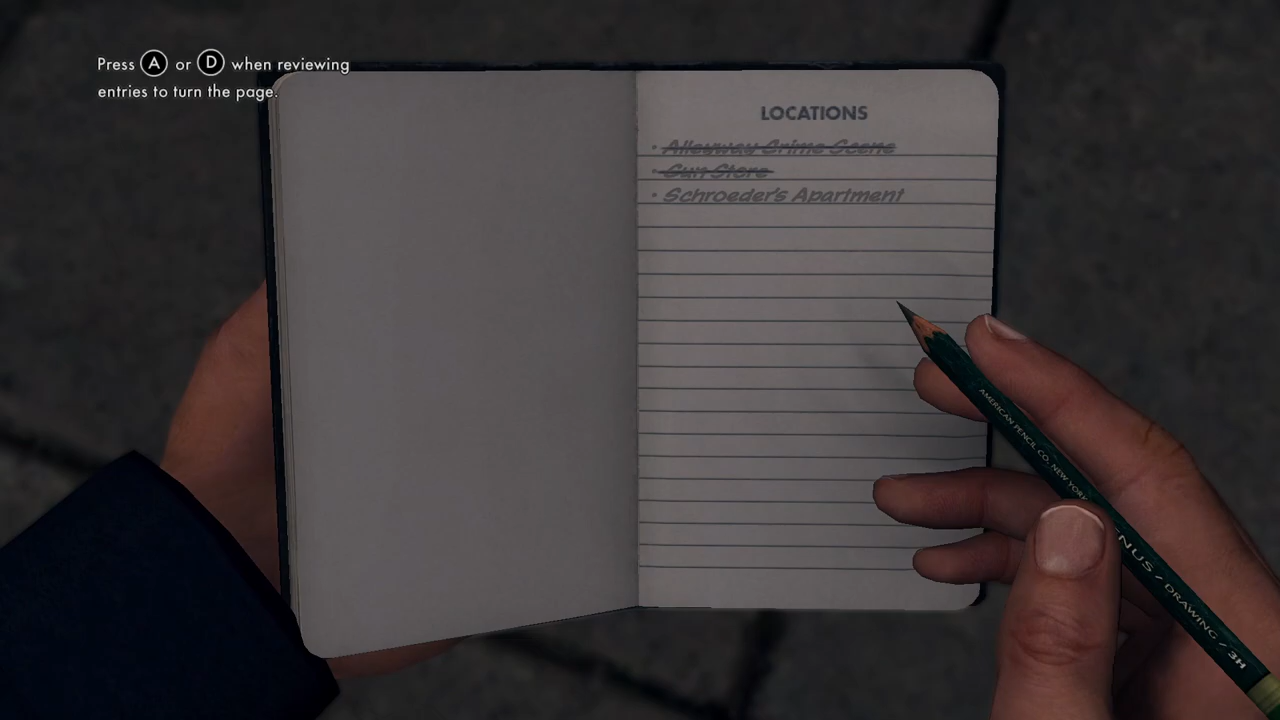 Press A or D when reviewing
entries to turn the page.
LOCATIONS
• Alleyway Crime Scene
• Gun Store
• Schroeder's Apartment
AMERICAN PENCIL CO. NEW YORK
ENUS / DRAWING / 3H